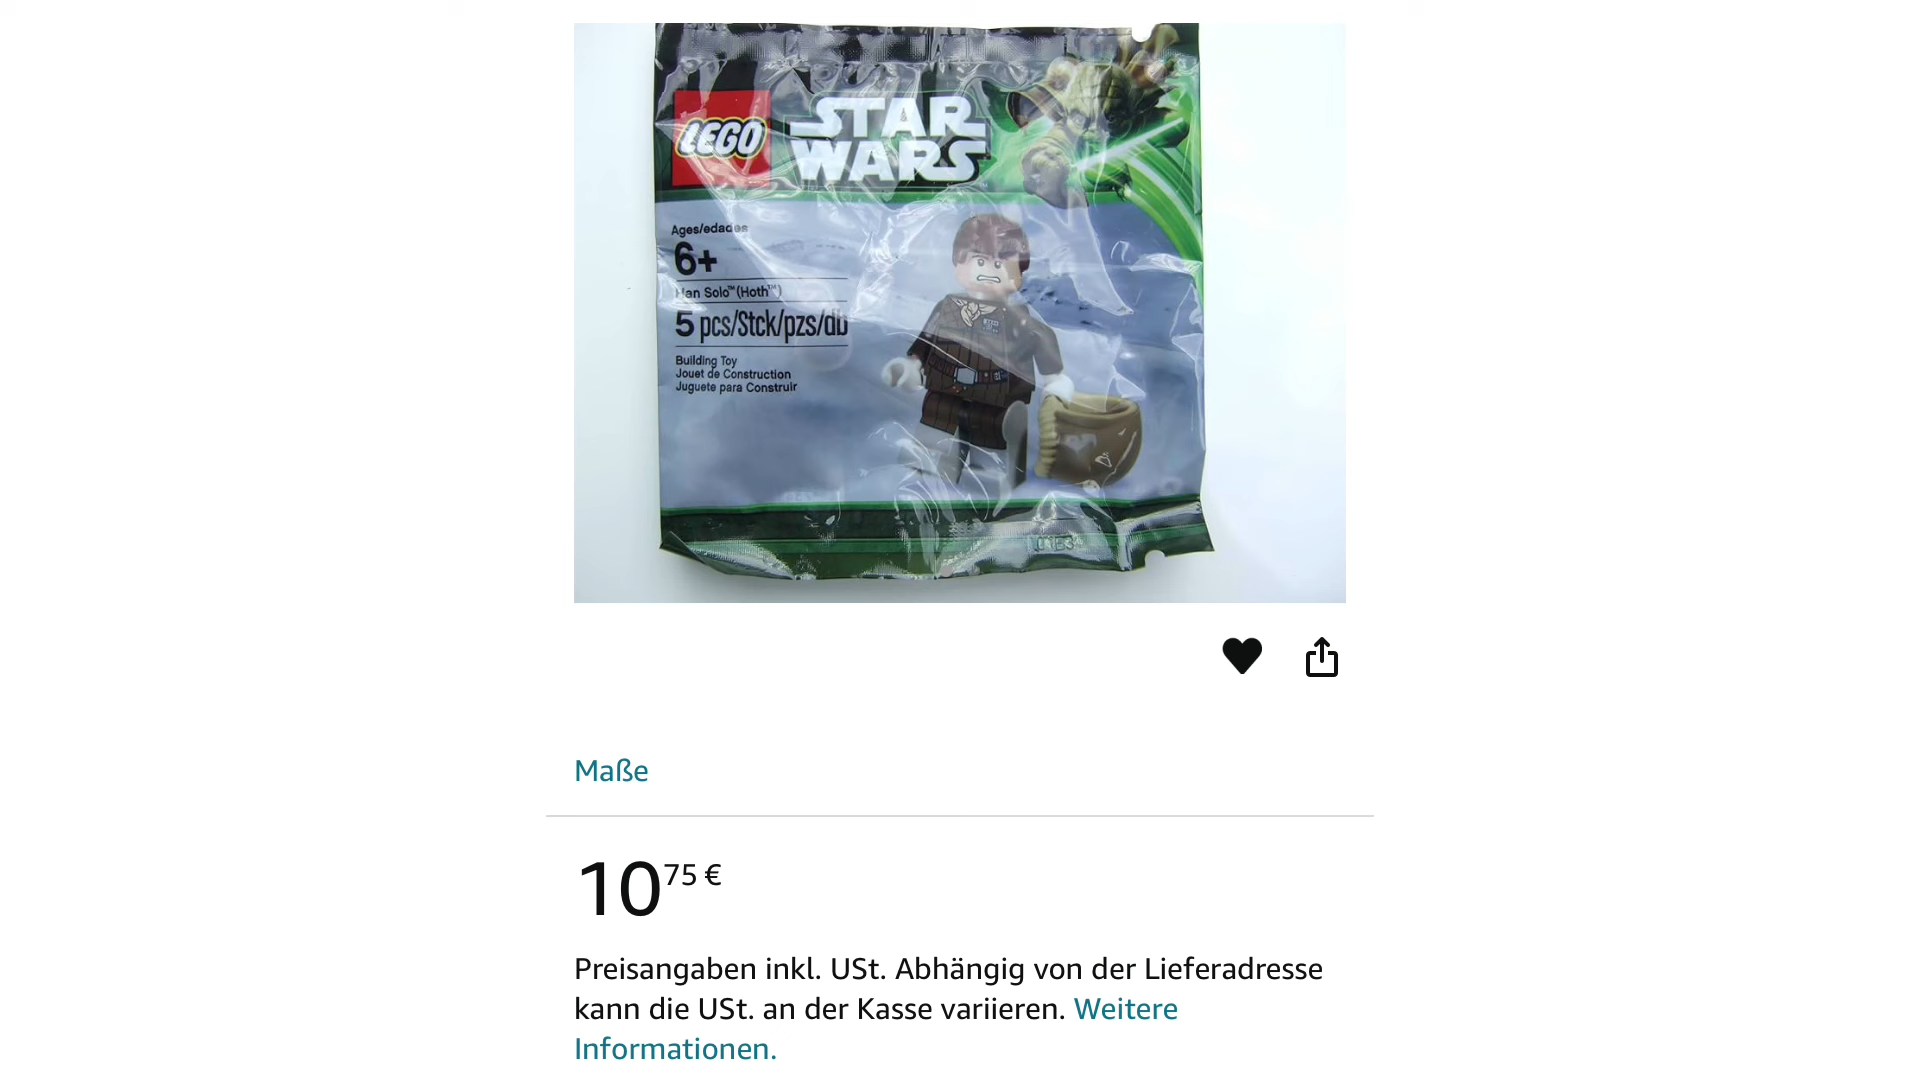 LEGO
STAR
WARS
Ages/edades
6+
Han Solo™ (Hoth™)
5 pcs/Stck/pzs/db
Building Toy
Jouet de Construction
Juguete para Construir
Maße
10 75 €
Preisangaben inkl. USt. Abhängig von der Lieferadresse
kann die USt. an der Kasse variieren. Weitere
Informationen.